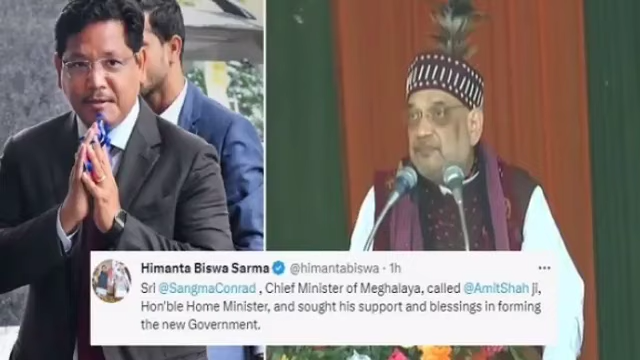 Himanta Biswa Sarma @himantabiswa · 1h
Sri @SangmaConrad , Chief Minister of Meghalaya, called @AmitShah ji,
Hon'ble Home Minister, and sought his support and blessings in forming
the new Government.